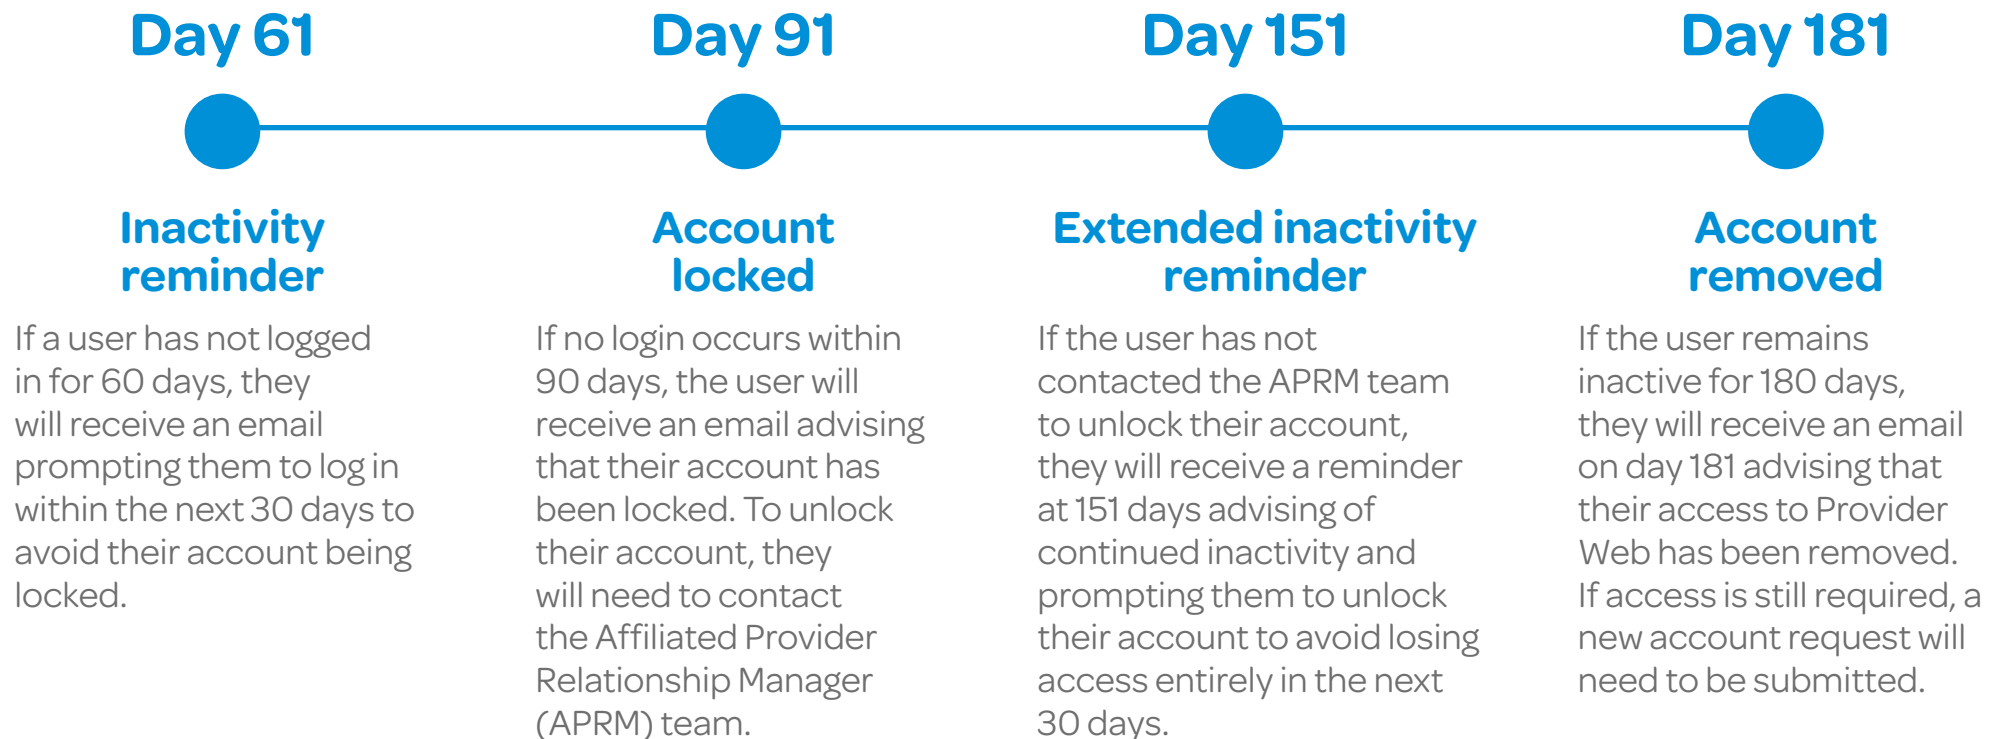 Day 61
Day 91
Day 151
Day 181
Inactivity
reminder
If a user has not logged
in for 60 days, they
will receive an email
prompting them to log in
within the next 30 days to
avoid their account being
locked.
Account
locked
If no login occurs within
90 days, the user will
receive an email advising
that their account has
been locked. To unlock
their account, they
will need to contact
the Affiliated Provider
Relationship Manager
(APRM) team.
Extended inactivity
reminder
If the user has not
contacted the APRM team
to unlock their account,
they will receive a reminder
at 151 days advising of
continued inactivity and
prompting them to unlock
their account to avoid losing
access entirely in the next
30 days.
Account
removed
If the user remains
inactive for 180 days,
they will receive an email
on day 181 advising that
their access to Provider
Web has been removed.
If access is still required, a
new account request will
need to be submitted.